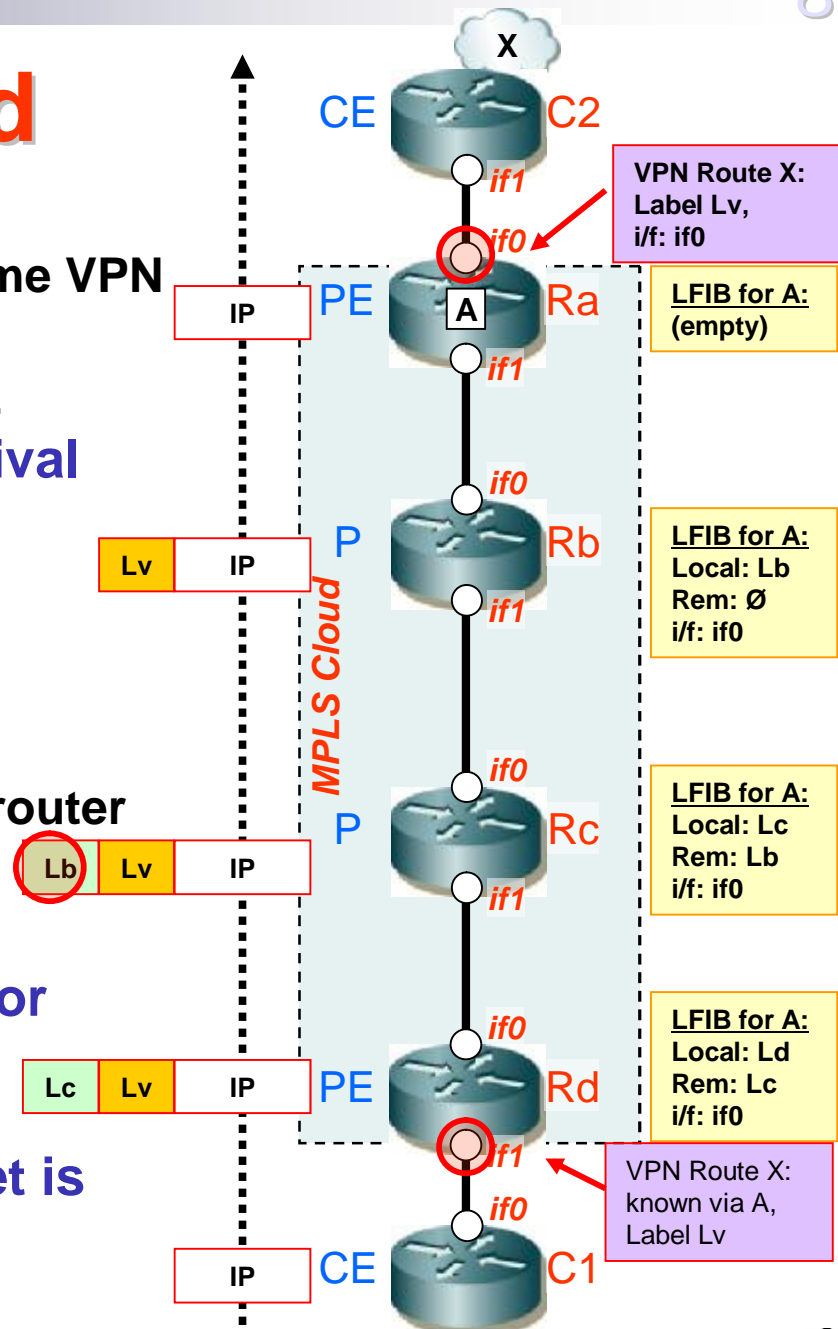 d
X
CE
C2
if1
VPN Route X:
Label Lv,
i/f: if0
if0
me VPN
IP
PE
A
Ra
LFIB for A:
(empty)
if1
ival
if0
Lv
IP
P
Rb
LFIB for A:
Local: Lb
Rem: Ø
i/f: if0
if1
MPLS Cloud
if0
router
P
Rc
LFIB for A:
Local: Lc
Rem: Lb
i/f: if0
Lb
Lv
IP
if1
or
if0
Lc
Lv
IP
PE
Rd
LFIB for A:
Local: Ld
Rem: Lc
i/f: if0
et is
if1
VPN Route X:
known via A,
Label Lv
if0
IP
CE
C1